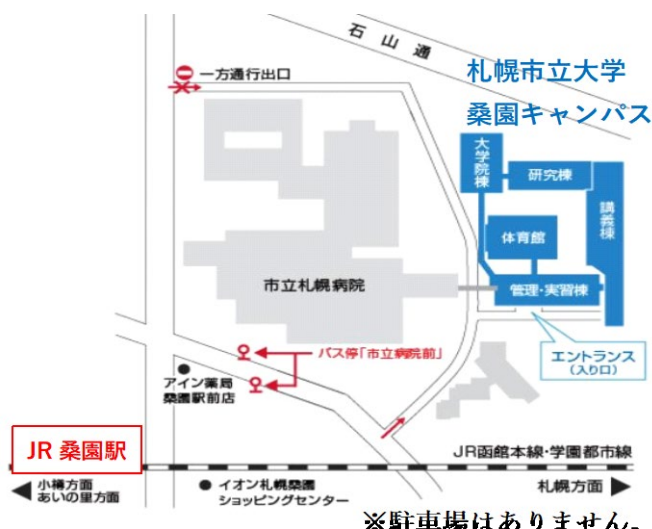 石山通
一方通行出口
札幌市立大学
桑園キャンパス
大学院棟
研究棟
講義棟
体育館
管理・実習棟
市立札幌病院
バス停「市立病院前」
エントランス
(入り口)
アイン薬局
桑園駅前店
JR 桑園駅
JR函館本線・学園都市線
小樽方面
あいの里方面
イオン札幌桑園
ショッピングセンター
札幌方面
※駐車場はありません。